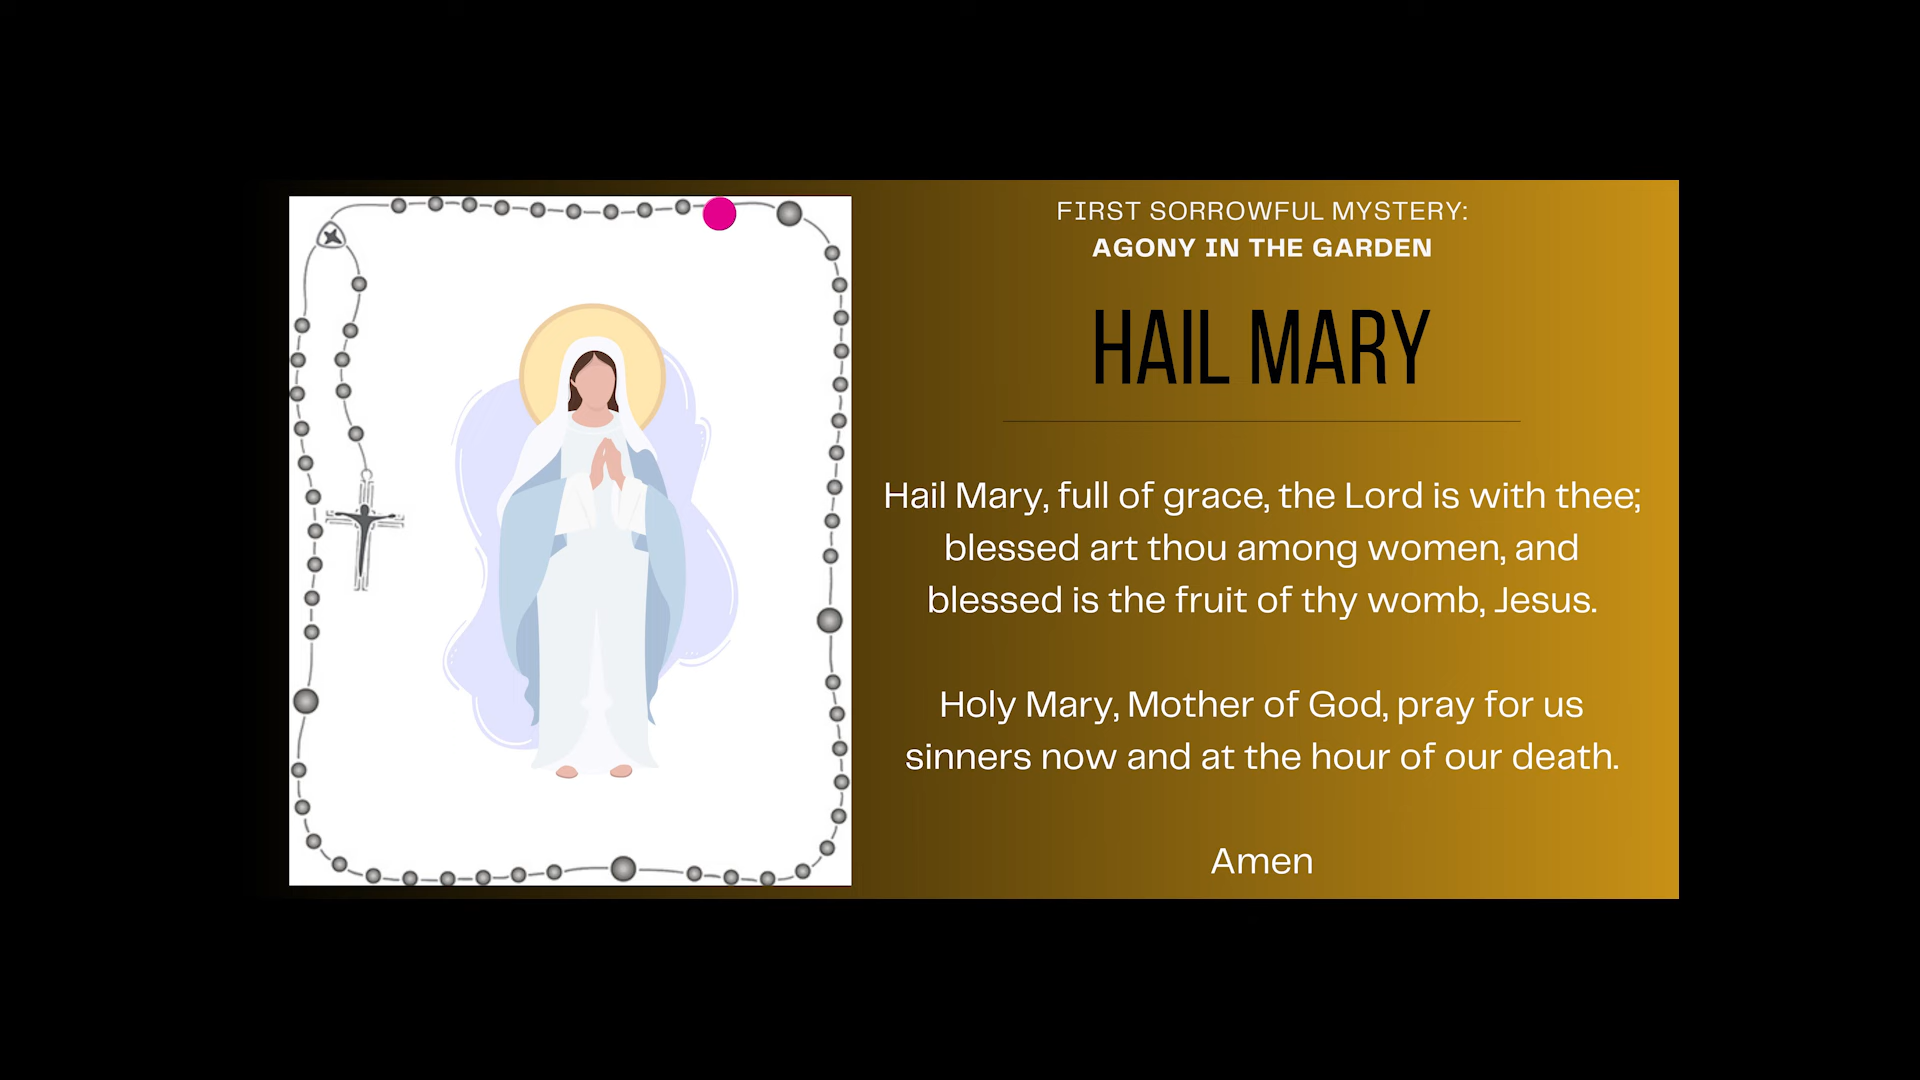 FIRST SORROWFUL MYSTERY:
AGONY IN THE GARDEN
HAIL MARY
Hail Mary, full of grace, the Lord is with thee;
blessed art thou among women, and
blessed is the fruit of thy womb, Jesus.
Holy Mary, Mother of God, pray for us
sinners now and at the hour of our death.
Amen